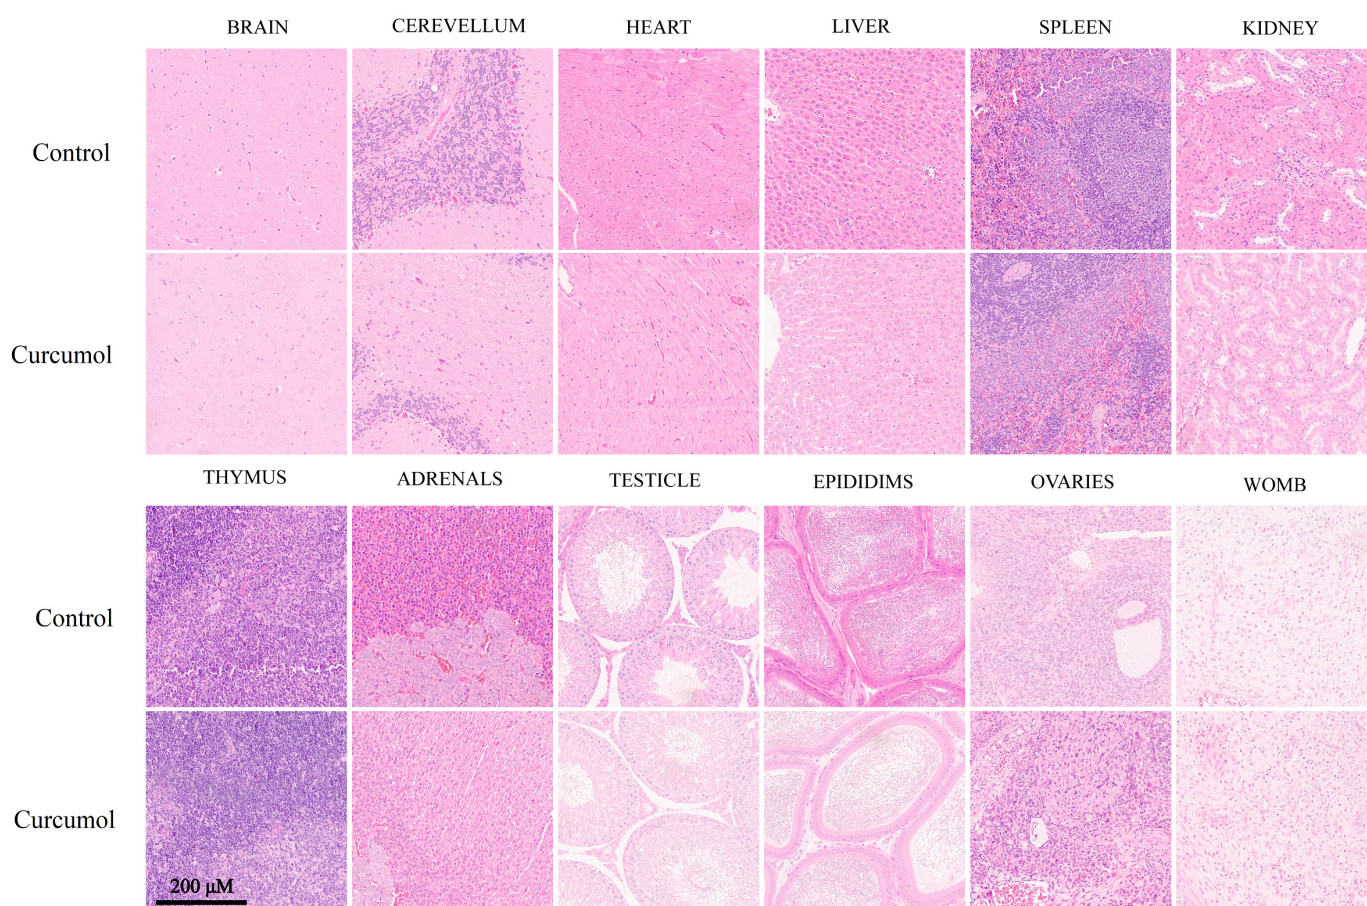 BRAIN CEREVELLUM HEART LIVER SPLEEN KIDNEY
Control
Curcumol
THYMUS ADRENALS TESTICLE EPIDIDIMS OVARIES WOMB
Control
Curcumol
200 μM